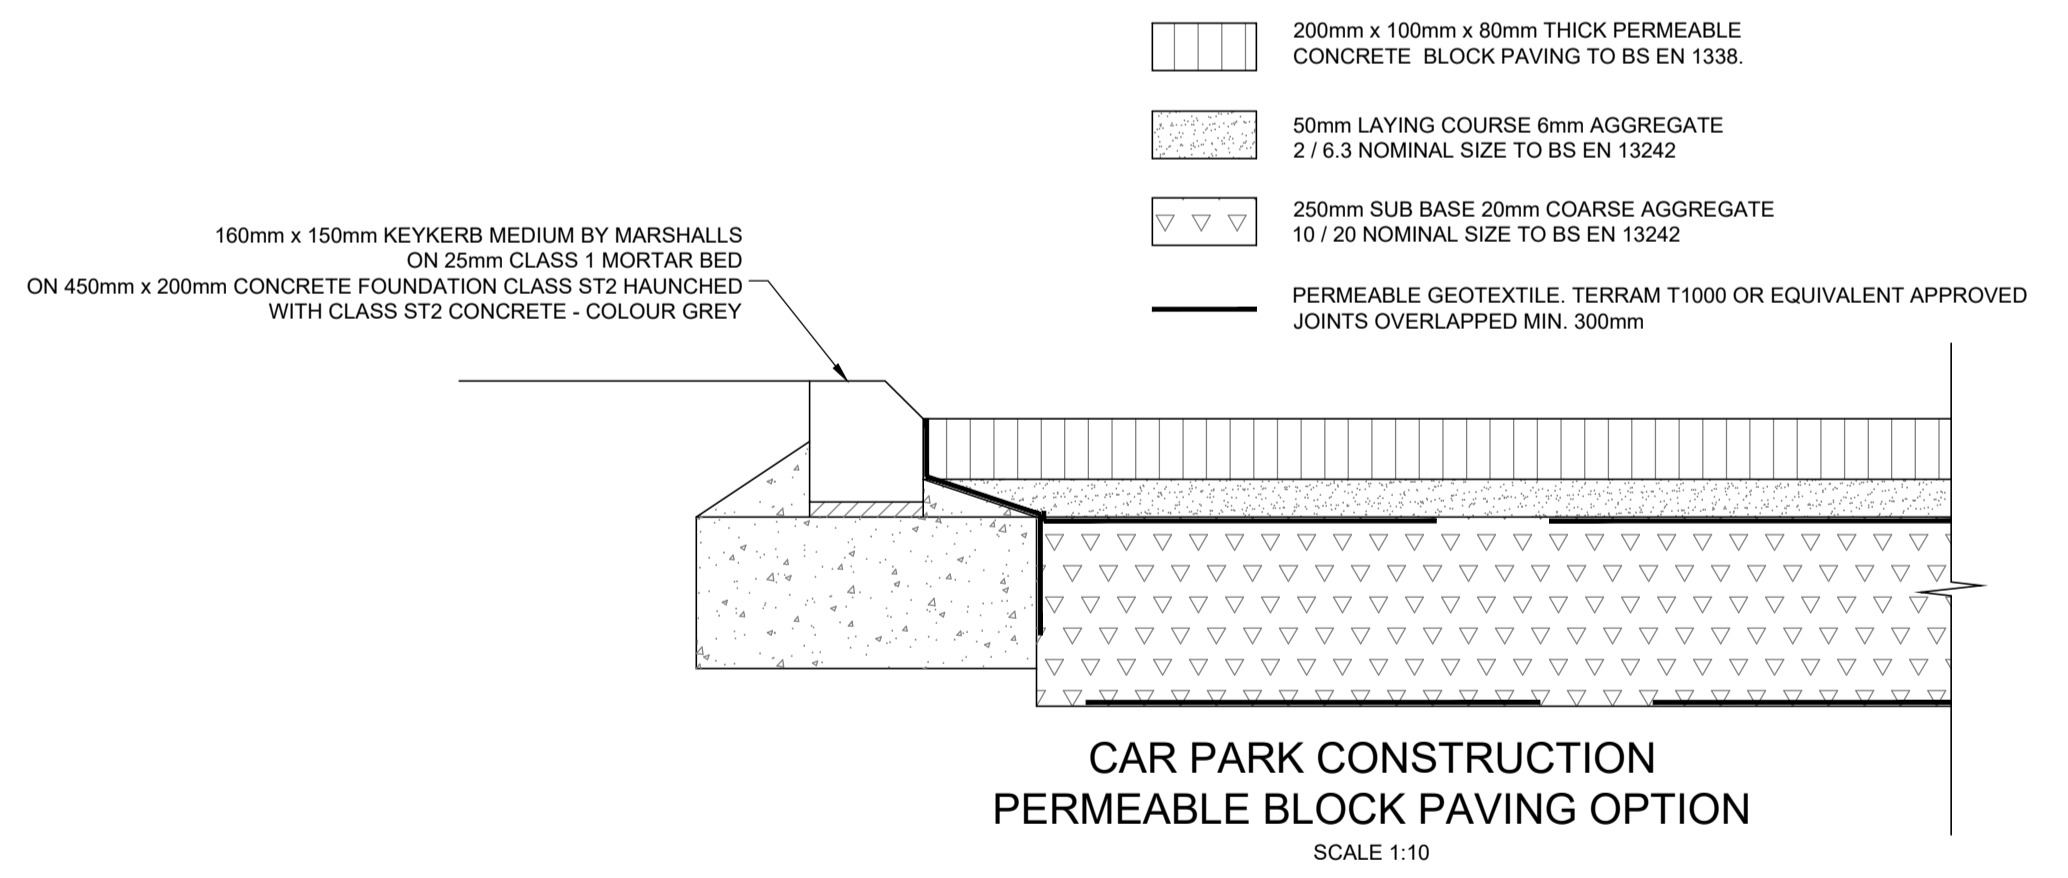 200mm x 100mm x 80mm THICK PERMEABLE
CONCRETE BLOCK PAVING TO BS EN 1338.
50mm LAYING COURSE 6mm AGGREGATE
2 / 6.3 NOMINAL SIZE TO BS EN 13242
250mm SUB BASE 20mm COARSE AGGREGATE
10 / 20 NOMINAL SIZE TO BS EN 13242
PERMEABLE GEOTEXTILE. TERRAM T1000 OR EQUIVALENT APPROVED
JOINTS OVERLAPPED MIN. 300mm
160mm x 150mm KEYKERB MEDIUM BY MARSHALLS
ON 25mm CLASS 1 MORTAR BED
ON 450mm x 200mm CONCRETE FOUNDATION CLASS ST2 HAUNCHED
WITH CLASS ST2 CONCRETE - COLOUR GREY
CAR PARK CONSTRUCTION
PERMEABLE BLOCK PAVING OPTION
SCALE 1:10